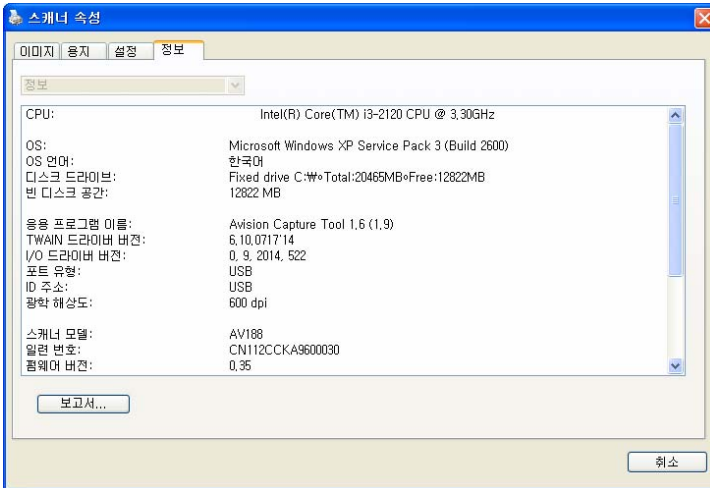 스캐너 속성
이미지 용지 설정 정보
정보
CPU: Intel(R) Core(TM) i3-2120 CPU @ 3,30GHz
OS: Microsoft Windows XP Service Pack 3 (Build 2600)
OS 언어: 한국어
디스크 드라이브: Fixed drive C:₩∘Total:20465MB∘Free:12822MB
빈 디스크 공간: 12822 MB
응용 프로그램 이름: Avision Capture Tool 1,6 (1,9)
TWAIN 드라이버 버전: 6,10,0717'14
I/O 드라이버 버전: 0, 9, 2014, 522
포트 유형: USB
ID 주소: USB
광학 해상도: 600 dpi
스캐너 모델: AV188
일련 번호: CN112CCKA9600030
펌웨어 버전: 0,35
보고서...
취소